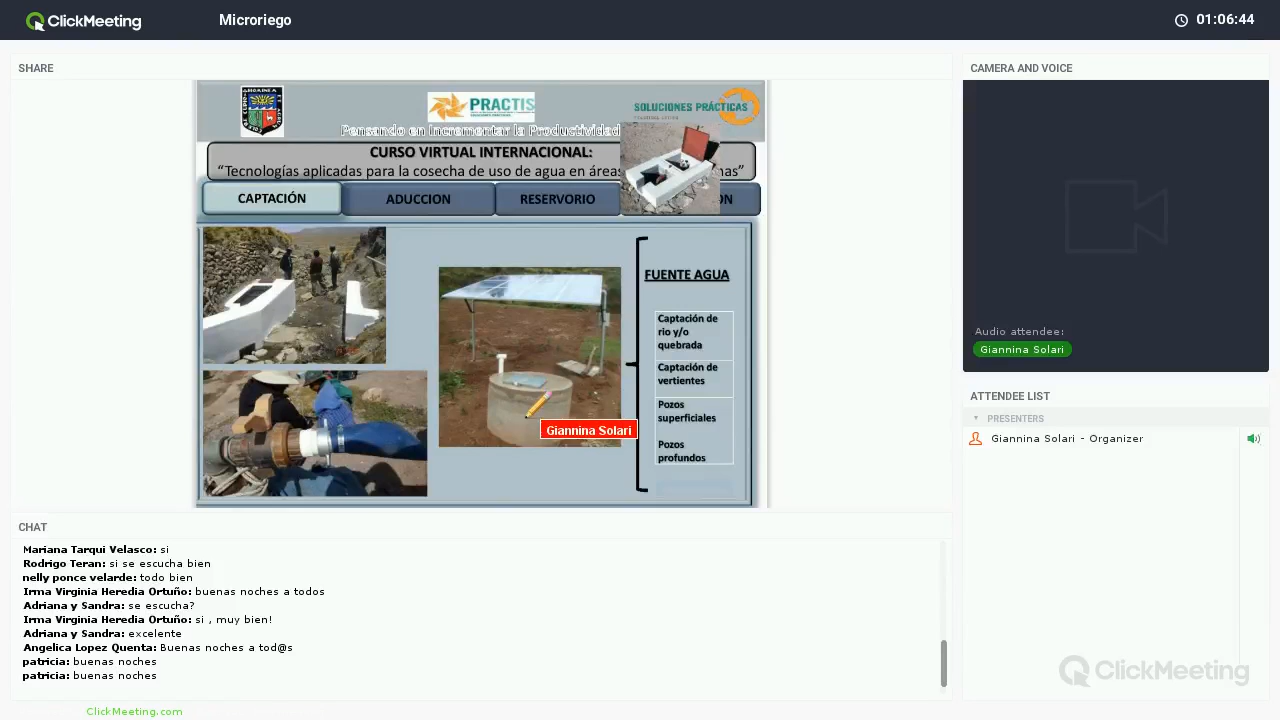 ClickMeeting
Microriego
01:06:44
SHARE
PRACTIS
SOLUCIONES PRÁCTICAS
Pensando en Incrementar la Productividad
CURSO VIRTUAL INTERNACIONAL:
“Tecnologías aplicadas para la cosecha de uso de agua en áreas
CAPTACIÓN
ADUCCION
RESERVORIO
FUENTE AGUA
Captación de
rio y/o
quebrada
Captación de
vertientes
Pozos
superficiales
Pozos
profundos
Giannina Solari
CAMERA AND VOICE
Audio attendee:
Giannina Solari
ATTENDEE LIST
PRESENTERS
Giannina Solari - Organizer
CHAT
Mariana Tarqui Velasco: si
Rodrigo Teran: si se escucha bien
nelly ponce velarde: todo bien
Irma Virginia Heredia Ortuño: buenas noches a todos
Adriana y Sandra: se escucha?
Irma Virginia Heredia Ortuño: si , muy bien!
Adriana y Sandra: excelente
Angelica Lopez Quenta: Buenas noches a tod@s
patricia: buenas noches
patricia: buenas noches
ClickMeeting
ClickMeeting.com